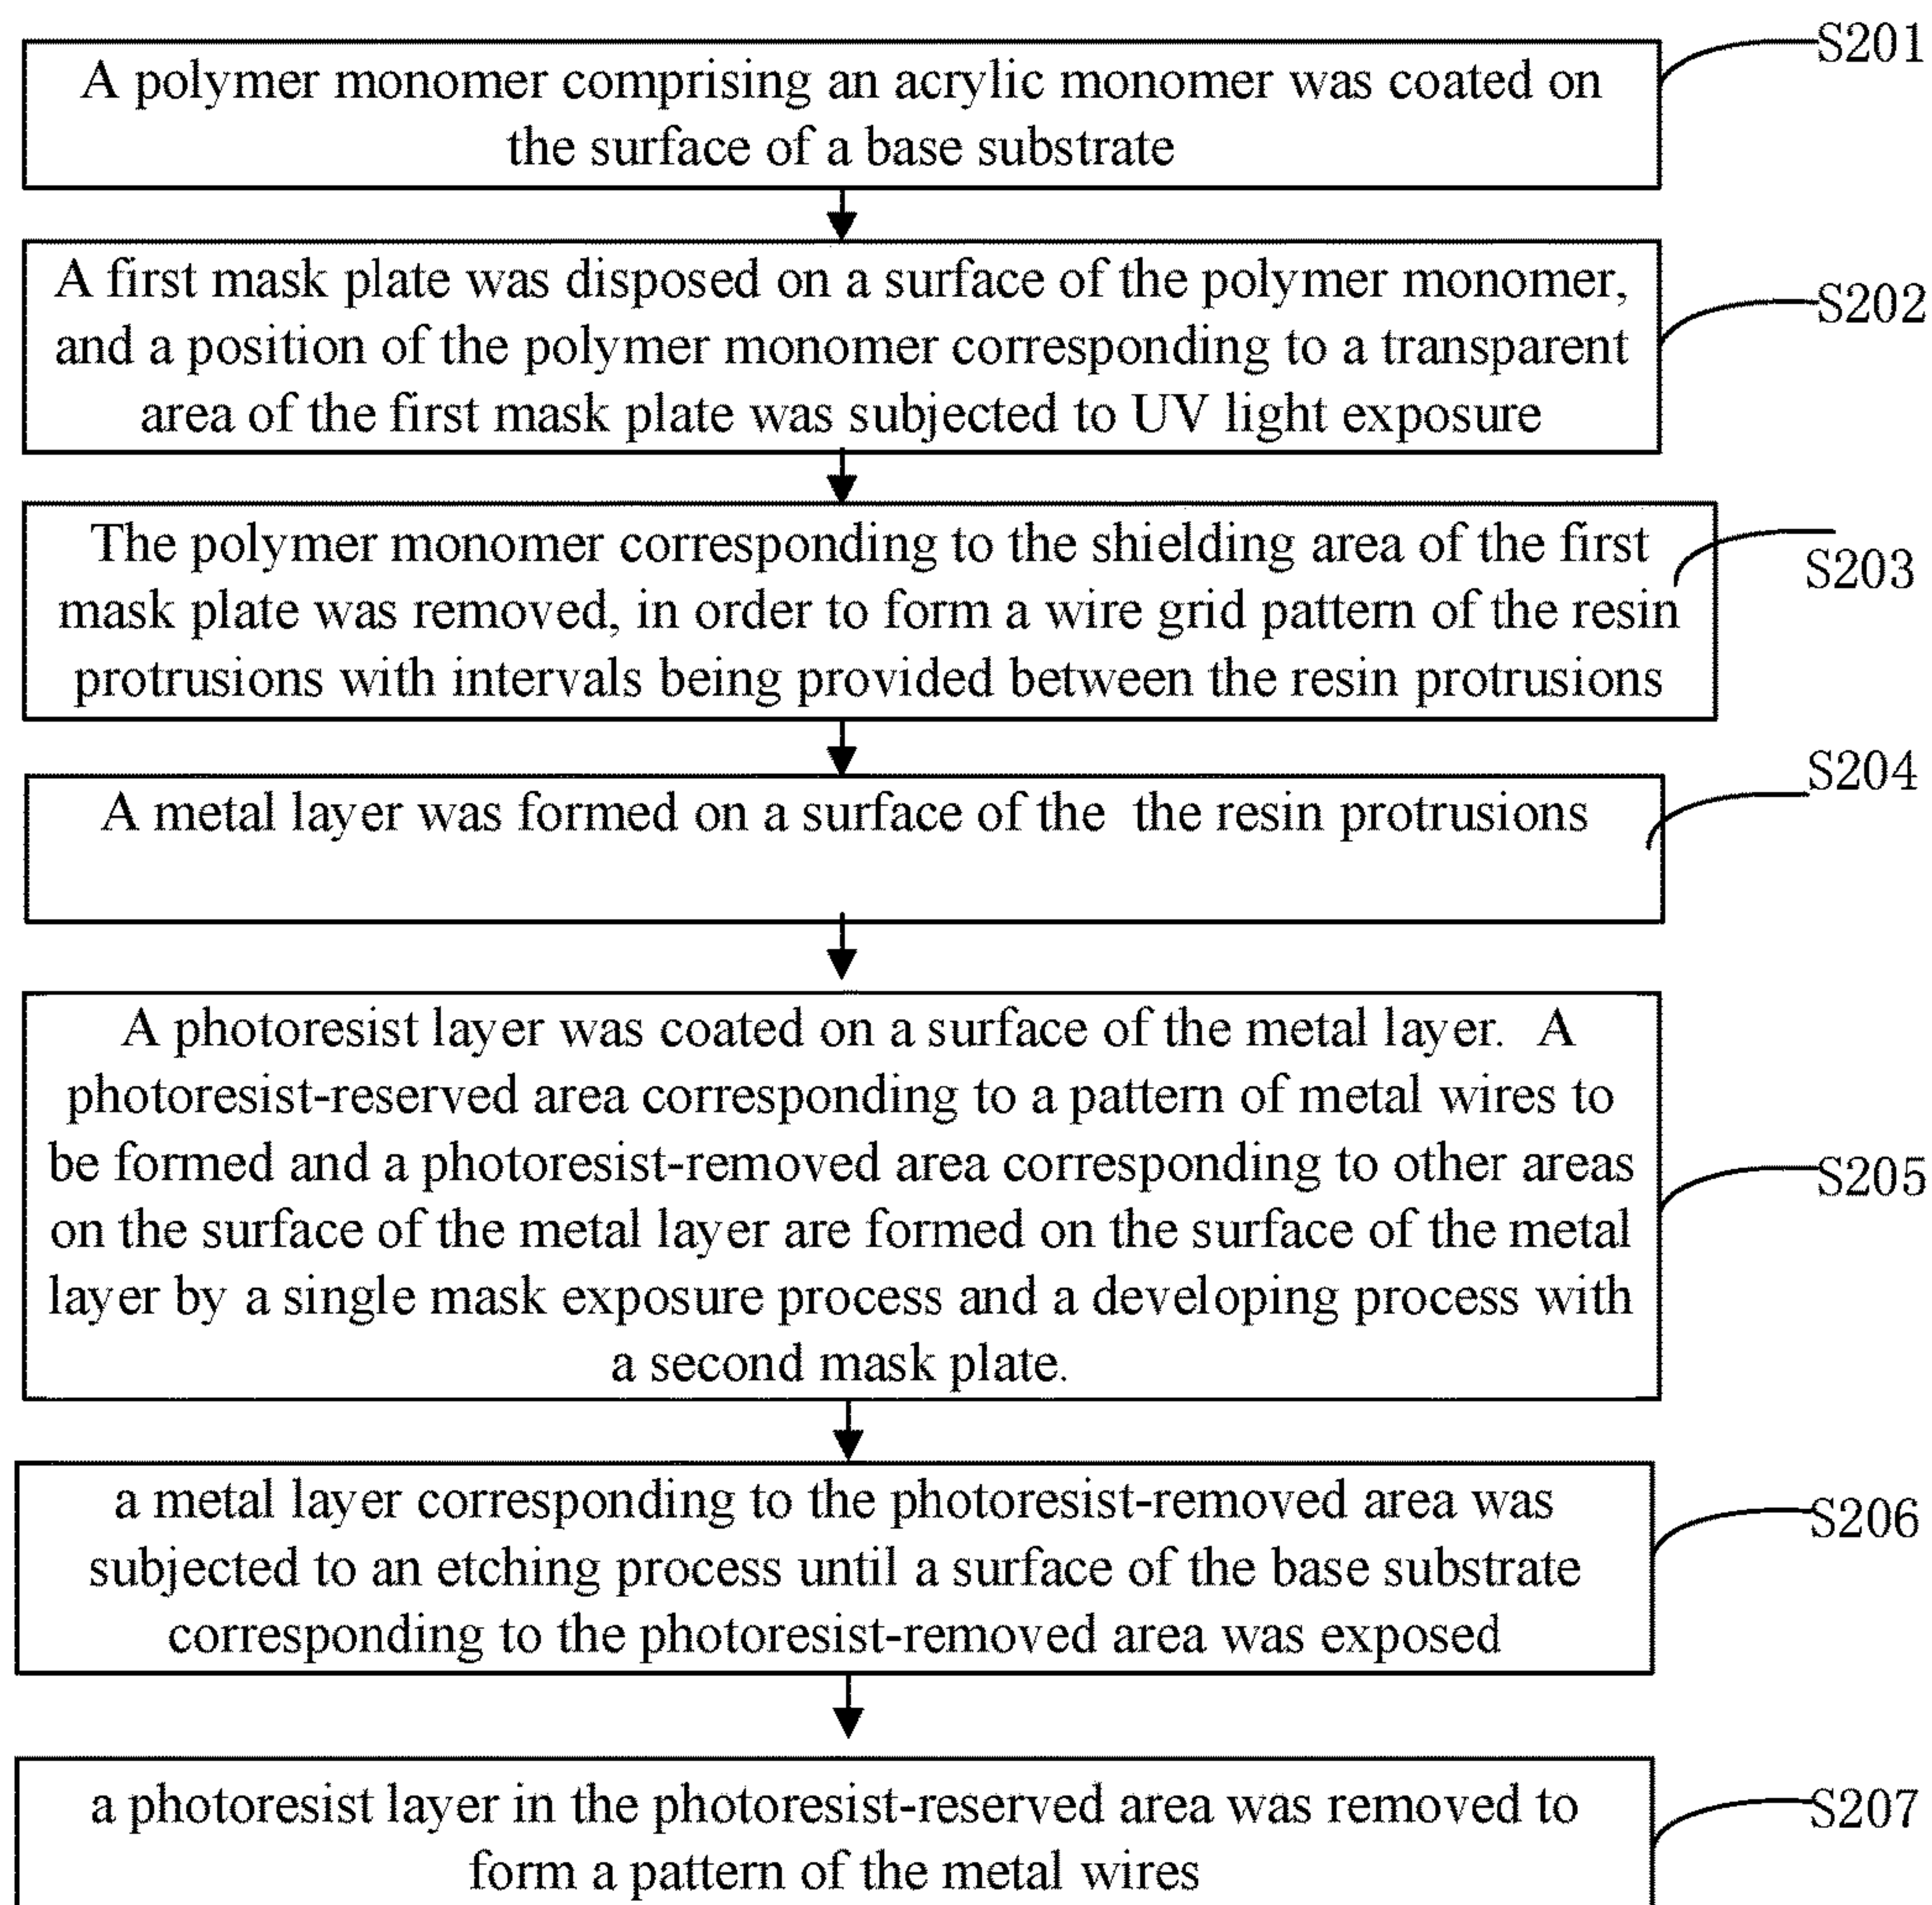 S201
A polymer monomer comprising an acrylic monomer was coated on
the surface of a base substrate
A first mask plate was disposed on a surface of the polymer monomer,
S202
and a position of the polymer monomer corresponding to a transparent
area of the first mask plate was subjected to UV light exposure
The polymer monomer corresponding to the shielding area of the first
S203
mask plate was removed, in order to form a wire grid pattern of the resin
protrusions with intervals being provided between the resin protrusions
S204
A metal layer was formed on a surface of the the resin protrusions
A photoresist layer was coated on a surface of the metal layer. A
photoresist-reserved area corresponding to a pattern of metal wires to
be formed and a photoresist-removed area corresponding to other areas
S205
on the surface of the metal layer are formed on the surface of the metal
layer by a single mask exposure process and a developing process with
a second mask plate.
a metal layer corresponding to the photoresist-removed area was
S206
subjected to an etching process until a surface of the base substrate
corresponding to the photoresist-removed area was exposed
a photoresist layer in the photoresist-reserved area was removed to
S207
form a pattern of the metal wires